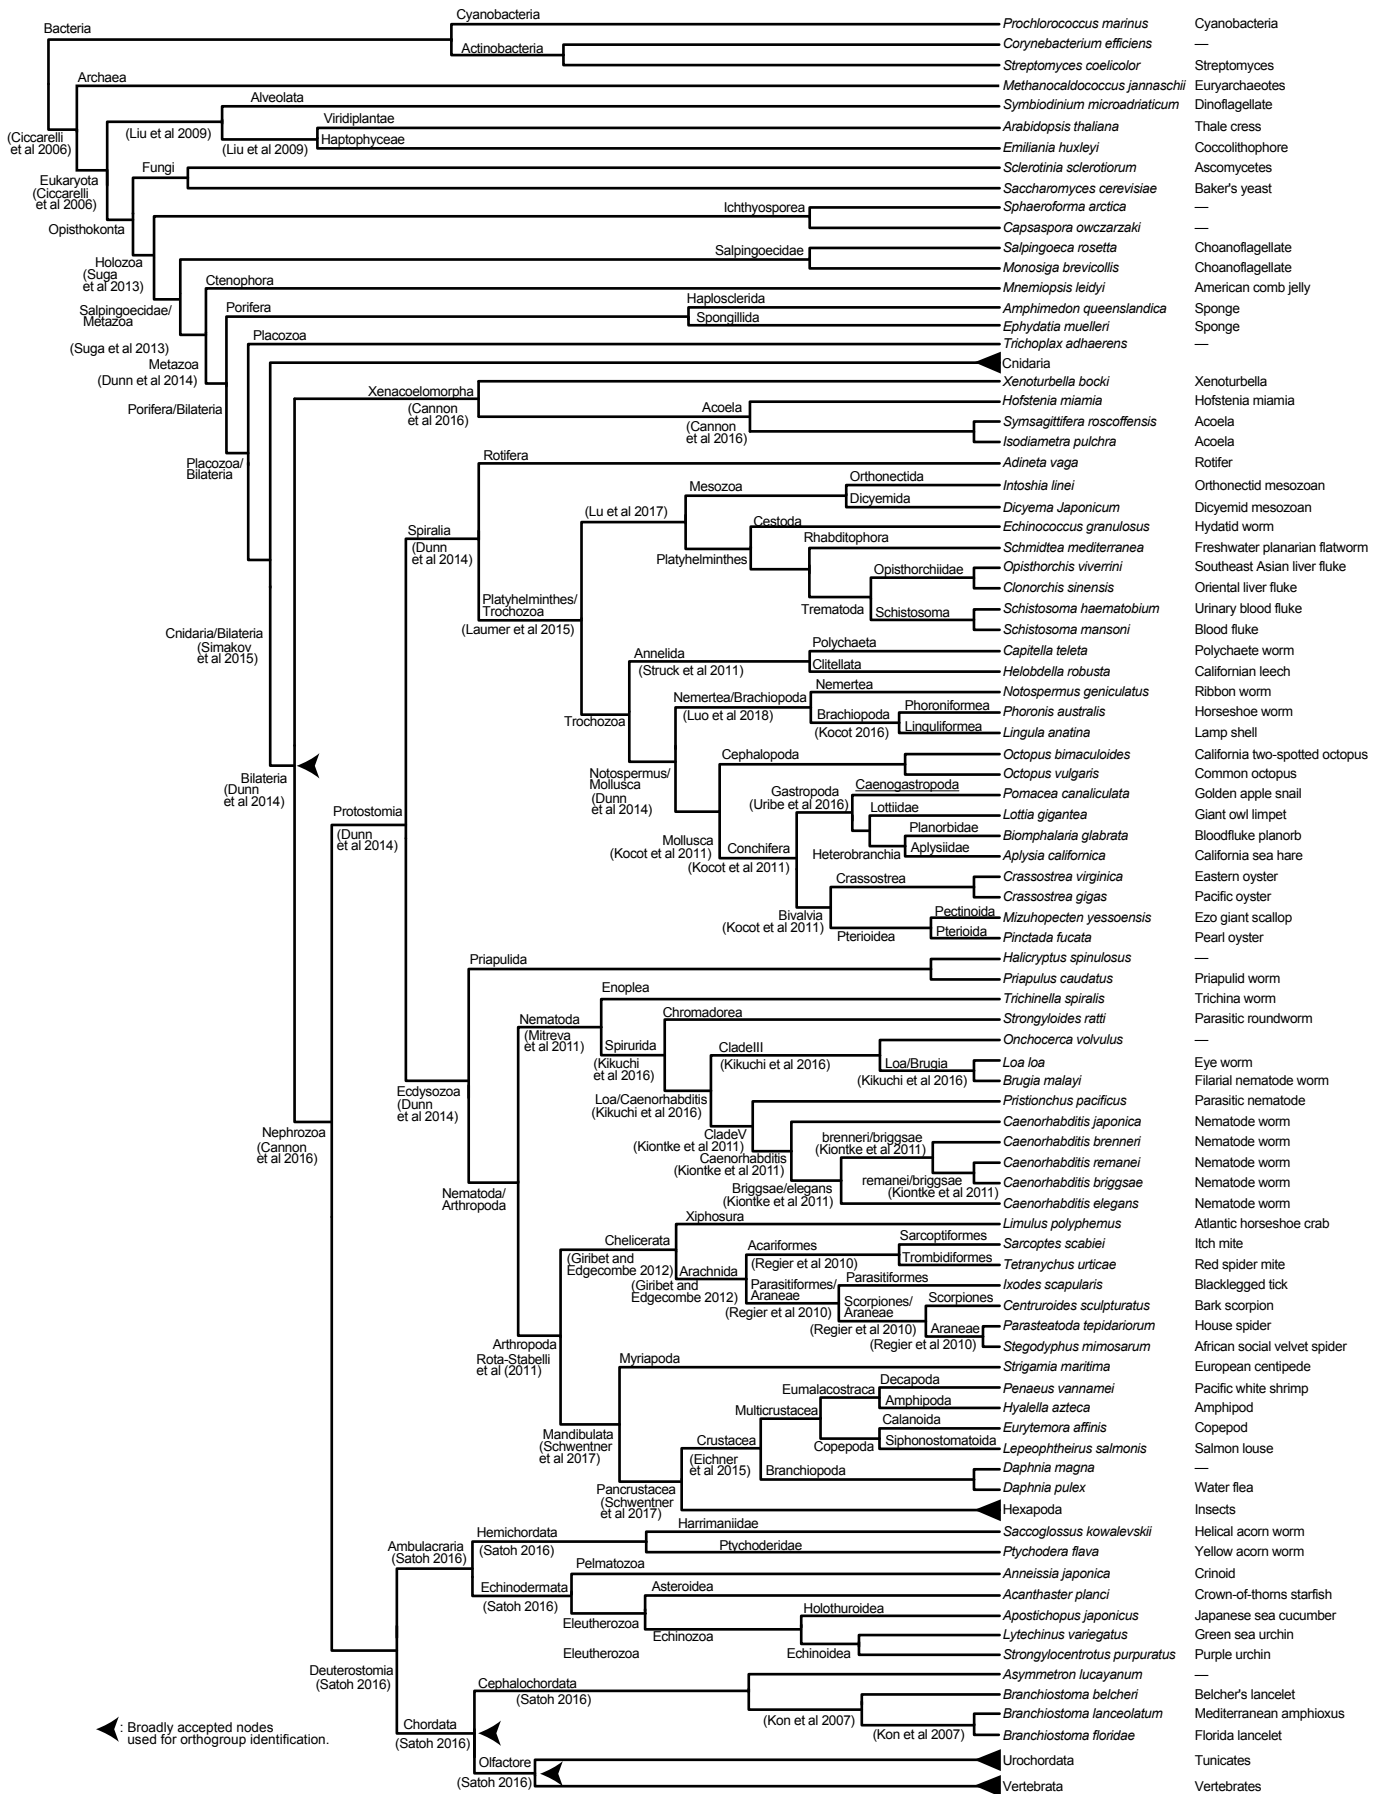 Cyanobacteria
Prochlorococcus marinus Cyanobacteria
Bacteria
Corynebacterium efficiens —
Actinobacteria
Streptomyces coelicolor Streptomyces
Archaea
Methanocaldococcus jannaschii Euryarchaeotes
(Ciccarelli
et al 2006)
Alveolata
Symbiodinium microadriaticum Dinoflagellate
(Liu et al 2009)
Viridiplantae
Arabidopsis thaliana Thale cress
(Liu et al 2009)
Haptophyceae
Emiliania huxleyi Coccolithophore
Eukaryota
(Ciccarelli
et al 2006)
Fungi
Sclerotinia sclerotiorum Ascomycetes
Saccharomyces cerevisiae Baker's yeast
Opisthokonta
Ichthyosporea
Sphaeroforma arctica —
Capsaspora owczarzaki —
Holozoa
(Suga
et al 2013)
Salpingoecidae
Salpingoeca rosetta Choanoflagellate
Monosiga brevicollis Choanoflagellate
Salpingoecidae/
Metazoa
(Suga et al 2013)
Ctenophora
Mnemiopsis leidyi American comb jelly
Metazoa
(Dunn et al 2014)
Porifera
Haplosclerida
Amphimedon queenslandica Sponge
Spongillida
Ephydatia muelleri Sponge
Porifera/Bilateria
Placozoa
Trichoplax adhaerens —
Placozoa/
Bilateria
Cnidaria
Cnidaria/Bilateria
(Simakov
et al 2015)
Xenacoelomorpha
(Cannon
et al 2016)
Xenoturbella bocki Xenoturbella
Acoela
(Cannon
et al 2016)
Hofstenia miamia Hofstenia miamia
Symsagittifera roscoffensis Acoela
Isodiametra pulchra Acoela
Bilateria
(Dunn
et al 2014)
Rotifera
Adineta vaga Rotifer
Spiralia
(Dunn
et al 2014)
(Lu et al 2017)
Mesozoa
Orthonectida
Intoshia linei Orthonectid mesozoan
Dicyemida
Dicyema Japonicum Dicyemid mesozoan
Platyhelminthes
Cestoda
Echinococcus granulosus Hydatid worm
Rhabditophora
Schmidtea mediterranea Freshwater planarian flatworm
Trematoda
Opisthorchiidae
Opisthorchis viverrini Southeast Asian liver fluke
Clonorchis sinensis Oriental liver fluke
Schistosoma
Schistosoma haematobium Urinary blood fluke
Schistosoma mansoni Blood fluke
Platyhelminthes/
Trochozoa
(Laumer et al 2015)
Annelida
(Struck et al 2011)
Polychaeta
Capitella teleta Polychaete worm
Clitellata
Helobdella robusta Californian leech
Trochozoa
Nemertea/Brachiopoda
(Luo et al 2018)
Nemertea
Notospermus geniculatus Ribbon worm
Brachiopoda
(Kocot 2016)
Phoroniformea
Phoronis australis Horseshoe worm
Linguliformea
Lingula anatina Lamp shell
Notospermus/
Mollusca
(Dunn
et al 2014)
Cephalopoda
Octopus bimaculoides California two-spotted octopus
Octopus vulgaris Common octopus
Mollusca
(Kocot et al 2011)
Gastropoda
(Uribe et al 2016)
Caenogastropoda
Pomacea canaliculata Golden apple snail
Lottiidae
Lottia gigantea Giant owl limpet
Heterobranchia
Planorbidae
Biomphalaria glabrata Bloodfluke planorb
Aplysiidae
Aplysia californica California sea hare
Conchifera
(Kocot et al 2011)
Crassostrea
Crassostrea virginica Eastern oyster
Crassostrea gigas Pacific oyster
Bivalvia
(Kocot et al 2011)
Pterioidea
Pectinoida
Mizuhopecten yessoensis Ezo giant scallop
Pterioida
Pinctada fucata Pearl oyster
Protostomia
(Dunn
et al 2014)
Priapulida
Halicryptus spinulosus —
Priapulus caudatus Priapulid worm
Ecdysozoa
(Dunn
et al 2014)
Nematoda
(Mitreva
et al 2011)
Enoplea
Trichinella spiralis Trichina worm
Spirurida
(Kikuchi
et al 2016)
Chromadorea
Strongyloides ratti Parasitic roundworm
Loa/Caenorhabditis
(Kikuchi et al 2016)
CladeIII
(Kikuchi et al 2016)
Onchocerca volvulus —
Loa/Brugia
(Kikuchi et al 2016)
Loa loa Eye worm
Brugia malayi Filarial nematode worm
CladeV
(Kiontke et al 2011)
Pristionchus pacificus Parasitic nematode
Caenorhabditis
(Kiontke et al 2011)
Caenorhabditis japonica Nematode worm
Briggsae/elegans
(Kiontke et al 2011)
brenneri/briggsae
(Kiontke et al 2011)
Caenorhabditis brenneri Nematode worm
remanei/briggsae
(Kiontke et al 2011)
Caenorhabditis remanei Nematode worm
Caenorhabditis briggsae Nematode worm
Caenorhabditis elegans Nematode worm
Nephrozoa
(Cannon
et al 2016)
Nematoda/
Arthropoda
Chelicerata
(Giribet and
Edgecombe 2012)
Xiphosura
Limulus polyphemus Atlantic horseshoe crab
Arachnida
(Giribet and
Edgecombe 2012)
Acariformes
(Regier et al 2010)
Sarcoptiformes
Sarcoptes scabiei Itch mite
Trombidiformes
Tetranychus urticae Red spider mite
Parasitiformes/
Araneae
(Regier et al 2010)
Parasitiformes
Ixodes scapularis Blacklegged tick
Scorpiones/
Araneae
(Regier et al 2010)
Scorpiones
Centruroides sculpturatus Bark scorpion
Araneae
(Regier et al 2010)
Parasteatoda tepidariorum House spider
Stegodyphus mimosarum African social velvet spider
Arthropoda
Rota-Stabelli
et al (2011)
Myriapoda
Strigamia maritima European centipede
Mandibulata
(Schwentner
et al 2017)
Crustacea
(Eichner
et al 2015)
Multicrustacea
Eumalacostraca
Decapoda
Penaeus vannamei Pacific white shrimp
Amphipoda
Hyalella azteca Amphipod
Copepoda
Calanoida
Eurytemora affinis Copepod
Siphonostomatoida
Lepeophtheirus salmonis Salmon louse
Branchiopoda
Daphnia magna —
Daphnia pulex Water flea
Pancrustacea
(Schwentner
et al 2017)
Hexapoda Insects
Ambulacraria
(Satoh 2016)
Hemichordata
(Satoh 2016)
Harrimaniidae
Saccoglossus kowalevskii Helical acorn worm
Ptychoderidae
Ptychodera flava Yellow acorn worm
Echinodermata
(Satoh 2016)
Pelmatozoa
Anneissia japonica Crinoid
Eleutherozoa
Asteroidea
Acanthaster planci Crown-of-thorns starfish
Echinozoa
Holothuroidea
Apostichopus japonicus Japanese sea cucumber
Echinoidea
Lytechinus variegatus Green sea urchin
Eleutherozoa
Strongylocentrotus purpuratus Purple urchin
Deuterostomia
(Satoh 2016)
Cephalochordata
(Satoh 2016)
Asymmetron lucayanum —
(Kon et al 2007)
Branchiostoma belcheri Belcher's lancelet
(Kon et al 2007)
Branchiostoma lanceolatum Mediterranean amphioxus
Branchiostoma floridae Florida lancelet
Chordata
(Satoh 2016)
Olfactore
(Satoh 2016)
Urochordata Tunicates
Vertebrata Vertebrates
: Broadly accepted nodes
used for orthogroup identification.